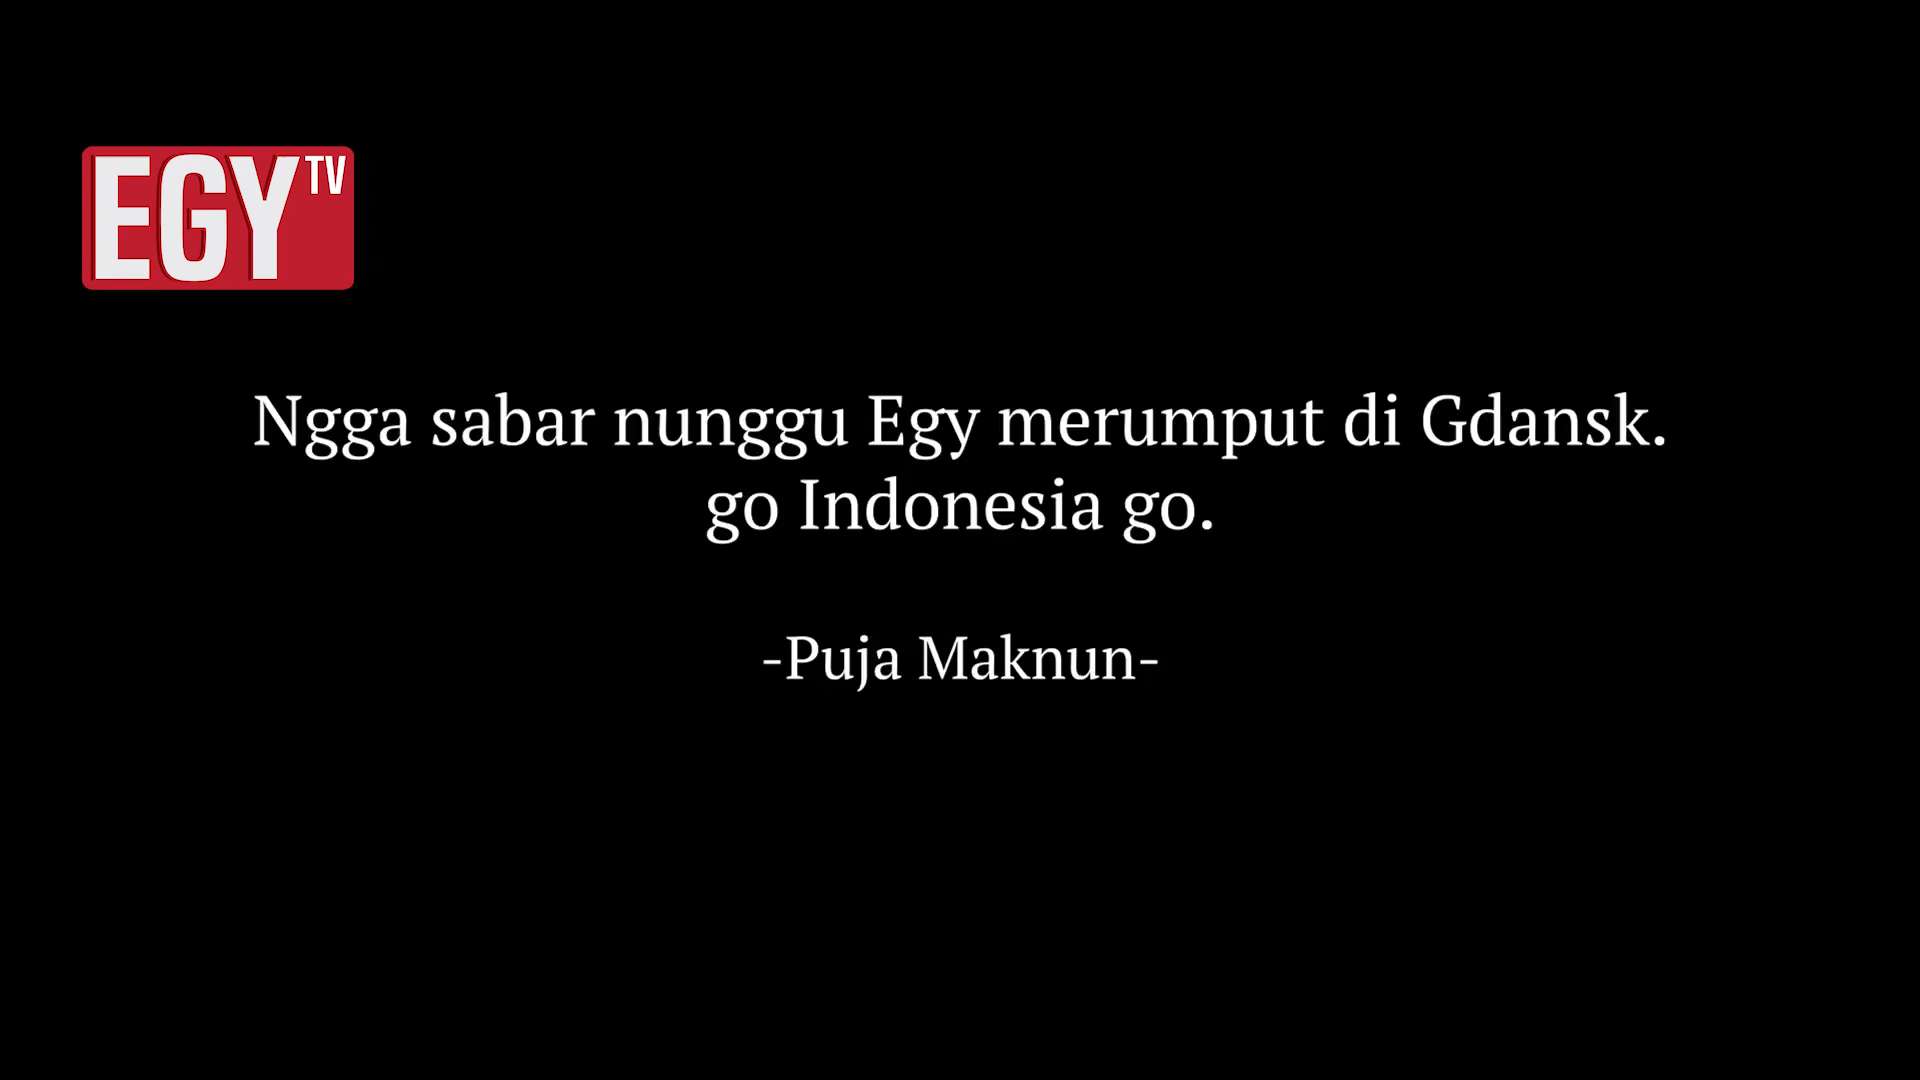 EGY TV
Ngga sabar nunggu Egy merumput di Gdansk.
go Indonesia go.
-Puja Maknun-